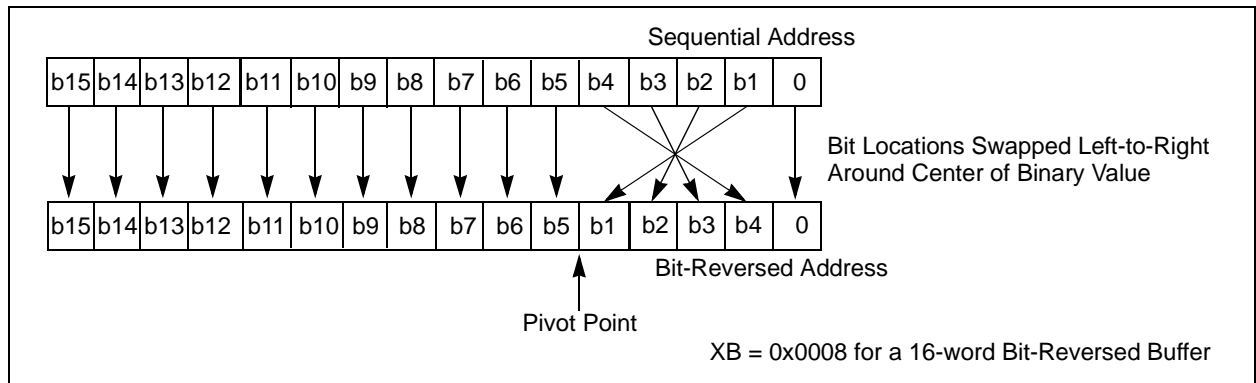 Sequential Address
b15 b14 b13 b12 b11 b10 b9 b8 b7 b6 b5 b4 b3 b2 b1 0
Bit Locations Swapped Left-to-Right
Around Center of Binary Value
b15 b14 b13 b12 b11 b10 b9 b8 b7 b6 b5 b1 b2 b3 b4 0
Bit-Reversed Address
Pivot Point
XB = 0x0008 for a 16-word Bit-Reversed Buffer